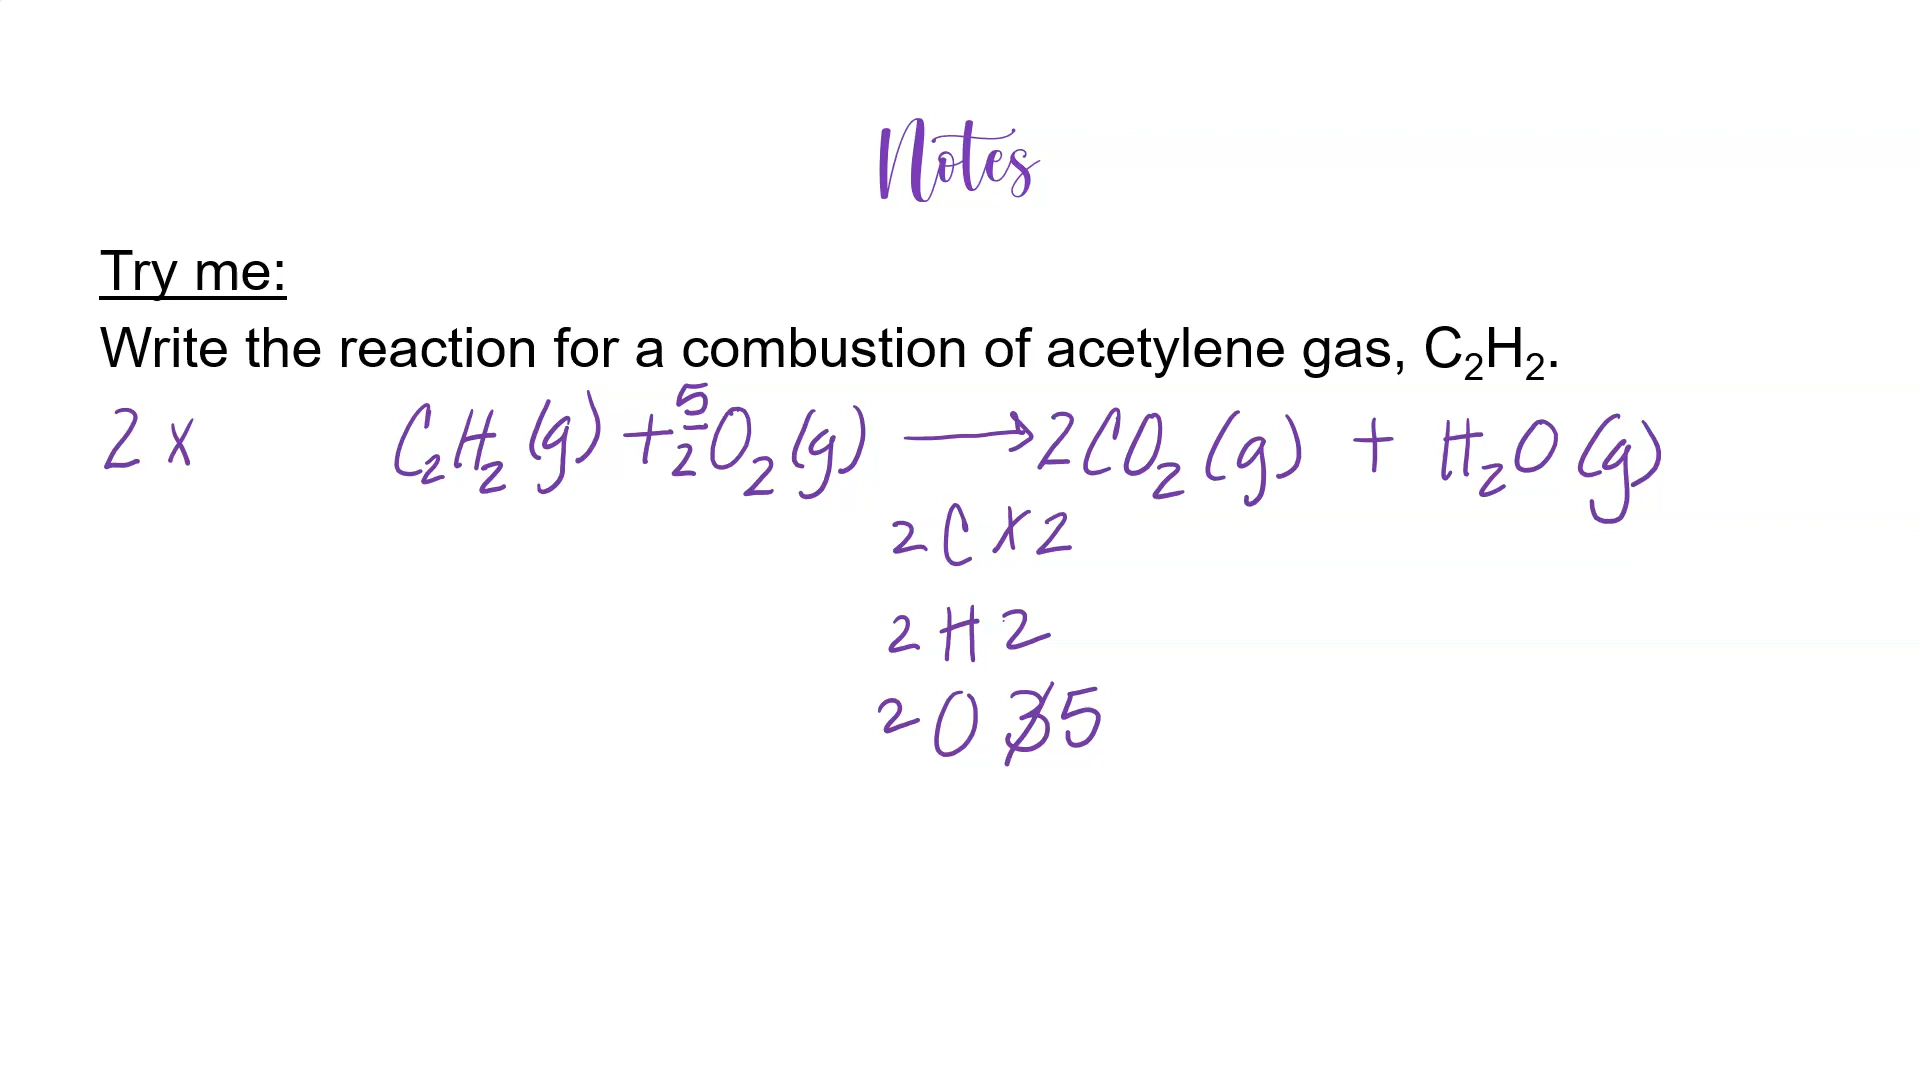 Notes
Try me:
Write the reaction for a combustion of acetylene gas, C₂H₂.
2 x C₂H₂ (g) + 5/2 O₂ (g) → 2CO₂ (g) + H₂O (g)
2 C X 2
2 H 2
2 O 3 5